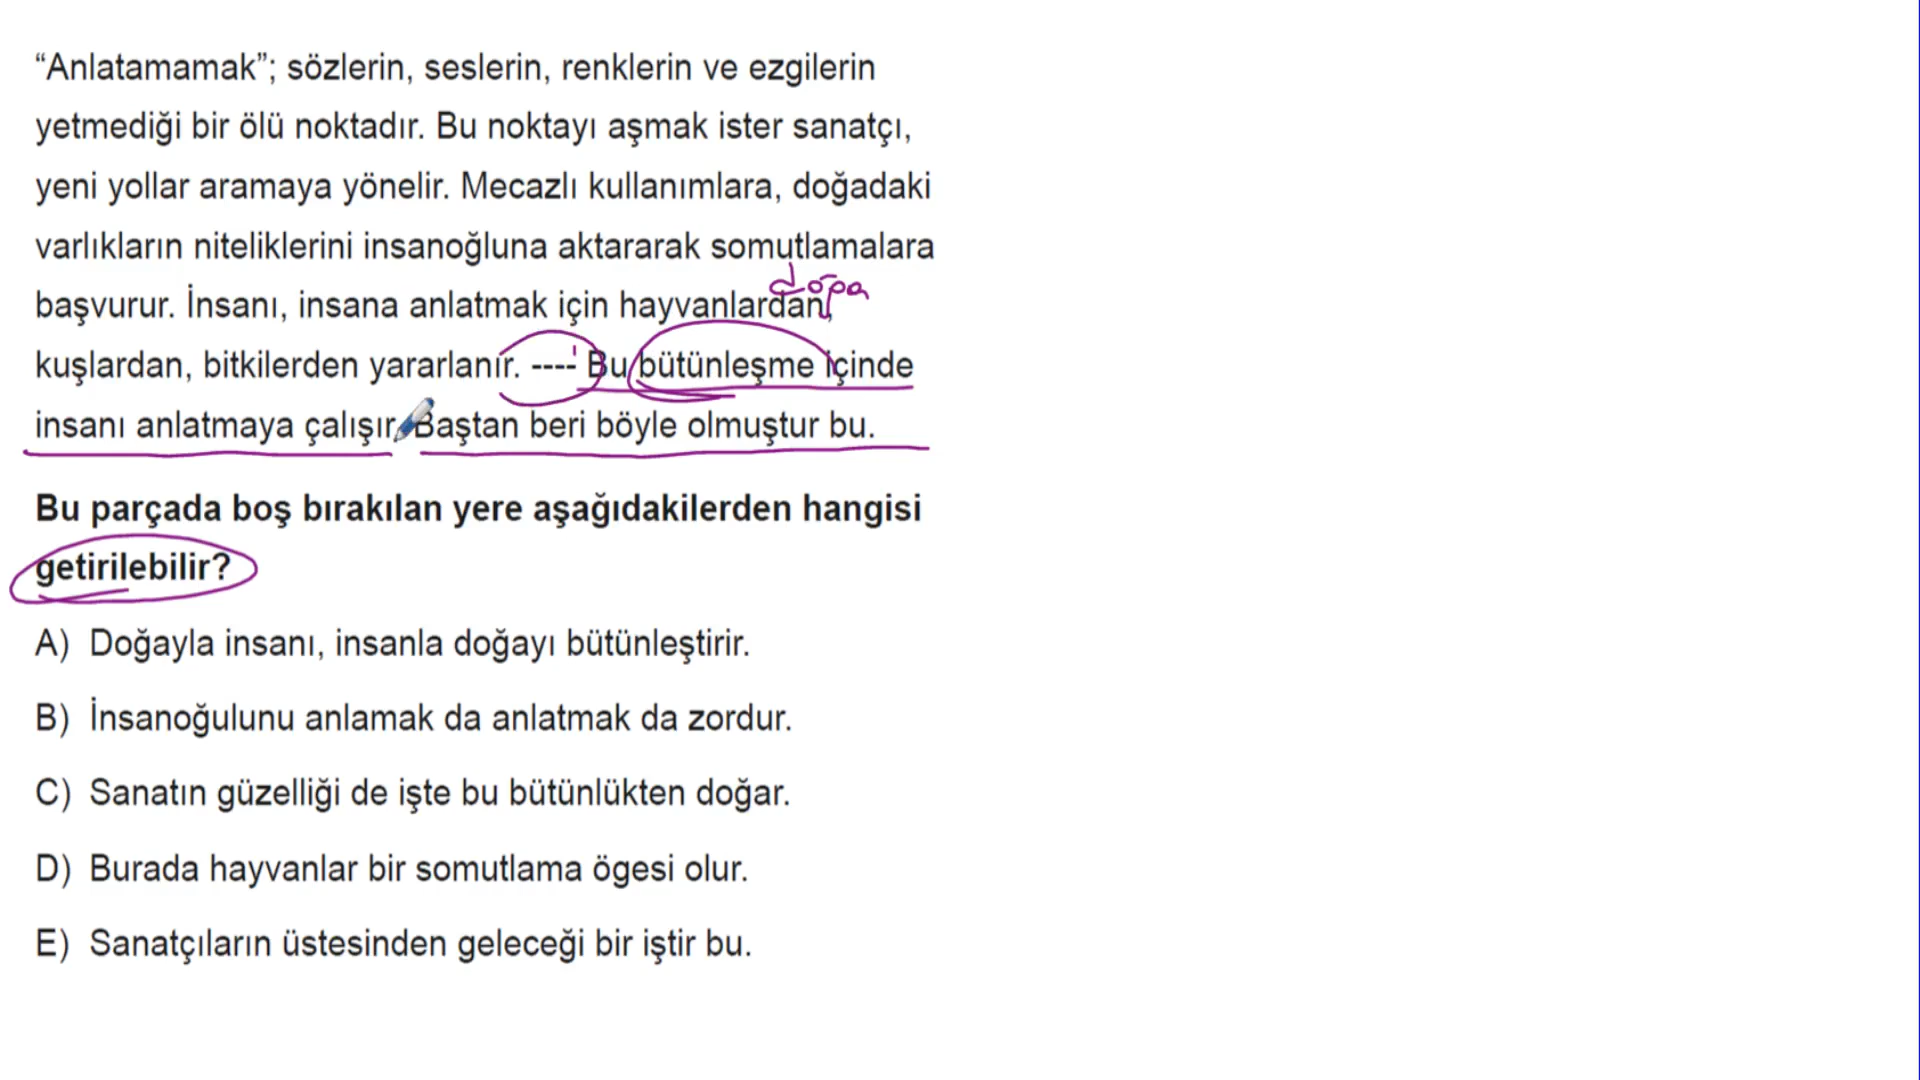 “Anlatamamak”; sözlerin, seslerin, renklerin ve ezgilerin
yetmediği bir ölü noktadır. Bu noktayı aşmak ister sanatçı,
yeni yollar aramaya yönelir. Mecazlı kullanımlara, doğadaki
varlıkların niteliklerini insanoğluna aktararak somutlamalara
başvurur. İnsanı, insana anlatmak için hayvanlardan,
kuşlardan, bitkilerden yararlanır. ---- Bu bütünleşme içinde
insanı anlatmaya çalışır. Baştan beri böyle olmuştur bu.
Bu parçada boş bırakılan yere aşağıdakilerden hangisi
getirilebilir?
A) Doğayla insanı, insanla doğayı bütünleştirir.
B) İnsanoğulunu anlamak da anlatmak da zordur.
C) Sanatın güzelliği de işte bu bütünlükten doğar.
D) Burada hayvanlar bir somutlama ögesi olur.
E) Sanatçıların üstesinden geleceği bir iştir bu.